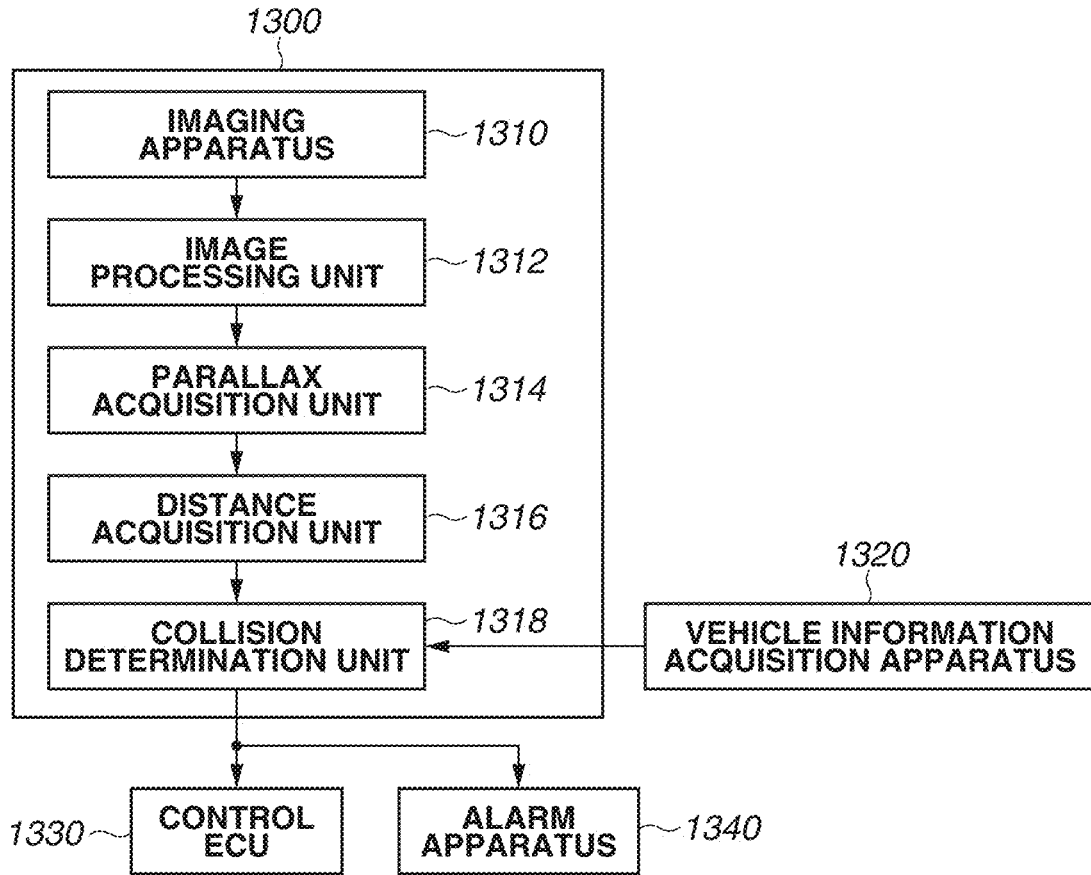 1300
IMAGING
APPARATUS
1310
IMAGE
PROCESSING UNIT
1312
PARALLAX
ACQUISITION UNIT
1314
DISTANCE
ACQUISITION UNIT
1316
COLLISION
DETERMINATION UNIT
1318
1320
VEHICLE INFORMATION
ACQUISITION APPARATUS
1330
CONTROL
ECU
ALARM
APPARATUS
1340